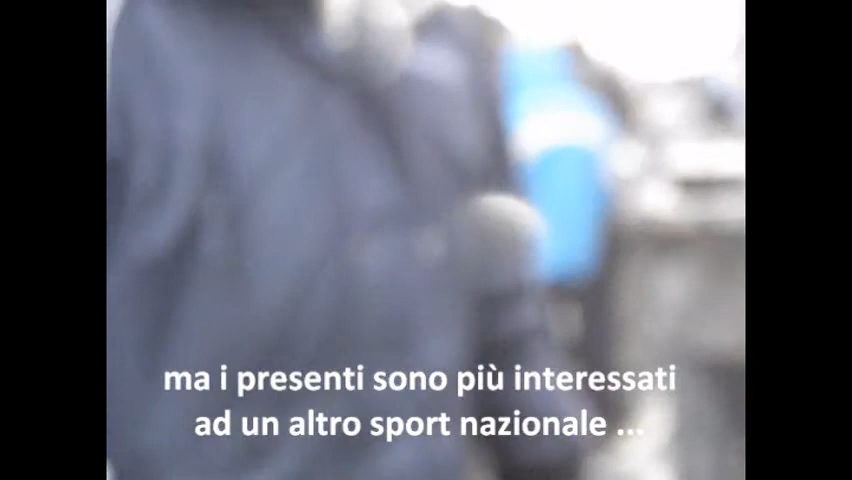 ma i presenti sono più interessati
ad un altro sport nazionale ...